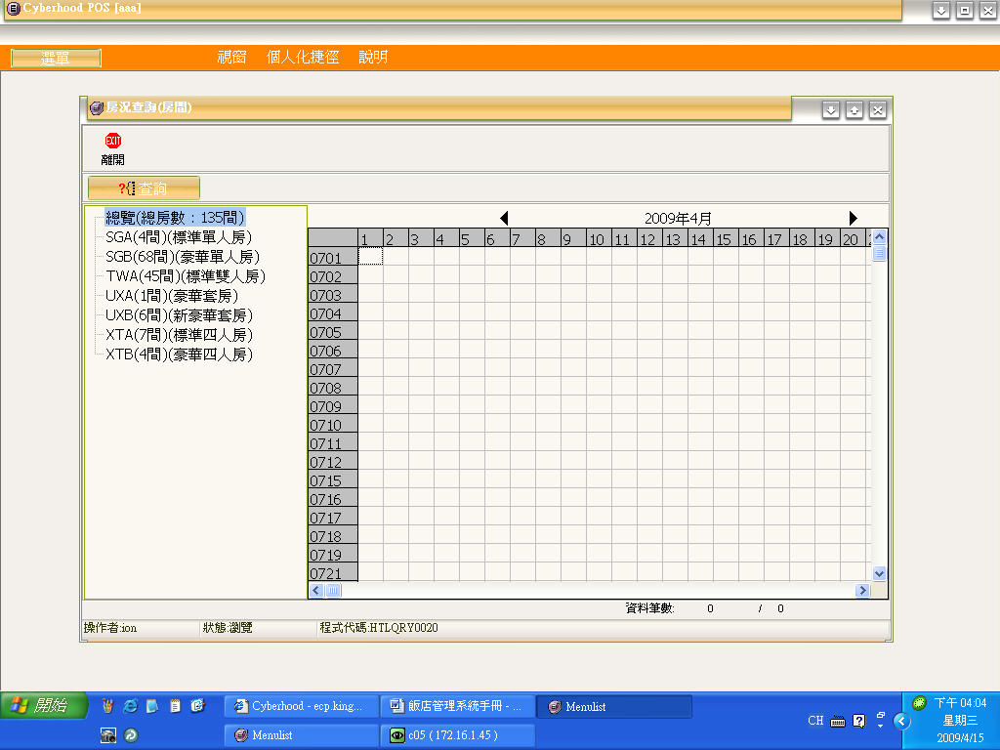 Cyberhood POS [aaa]
選單 視窗 個人化捷徑 說明
房況查詢(房間)
EXIT
離開
?{ 查詢
總覽(總房數：135間)
SGA(4間)(標準單人房)
SGB(68間)(豪華單人房)
TWA(45間)(標準雙人房)
UXA(1間)(豪華套房)
UXB(6間)(新豪華套房)
XTA(7間)(標準四人房)
XTB(4間)(豪華四人房)
2009年4月
1 2 3 4 5 6 7 8 9 10 11 12 13 14 15 16 17 18 19 20
0701
0702
0703
0704
0705
0706
0707
0708
0709
0710
0711
0712
0715
0716
0717
0718
0719
0721
資料筆數: 0 / 0
操作者:ion 狀態:瀏覽 程式代碼:HTLQRY0020
開始
Cyberhood - ecp.king...
飯店管理系統手冊 - ...
Menulist
Menulist
c05 ( 172.16.1.45 )
CH
下午 04:04
星期三
2009/4/15